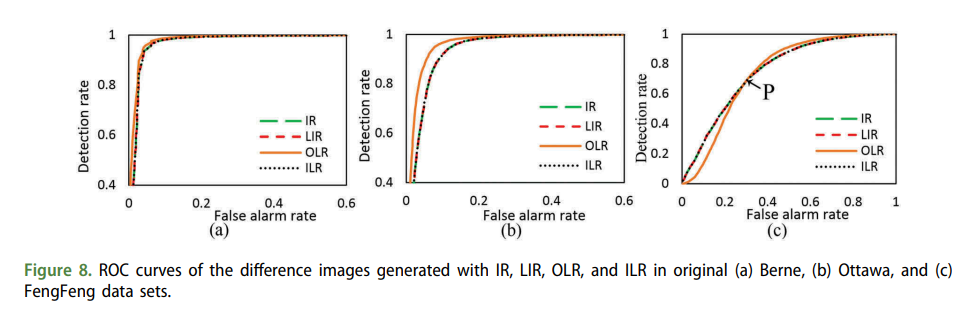 1
0.8
0.6
0.4
Detection rate
IR
LIR
OLR
ILR
0
0.2
0.4
0.6
False alarm rate
(a)
1
0.8
0.6
0.4
Detection rate
IR
LIR
OLR
ILR
0
0.2
0.4
0.6
False alarm rate
(b)
1
0.8
0.6
0.4
0.2
0
Detection rate
P
IR
LIR
OLR
ILR
0
0.2
0.4
0.6
0.8
1
False alarm rate
(c)
Figure 8. ROC curves of the difference images generated with IR, LIR, OLR, and ILR in original (a) Berne, (b) Ottawa, and (c)
FengFeng data sets.